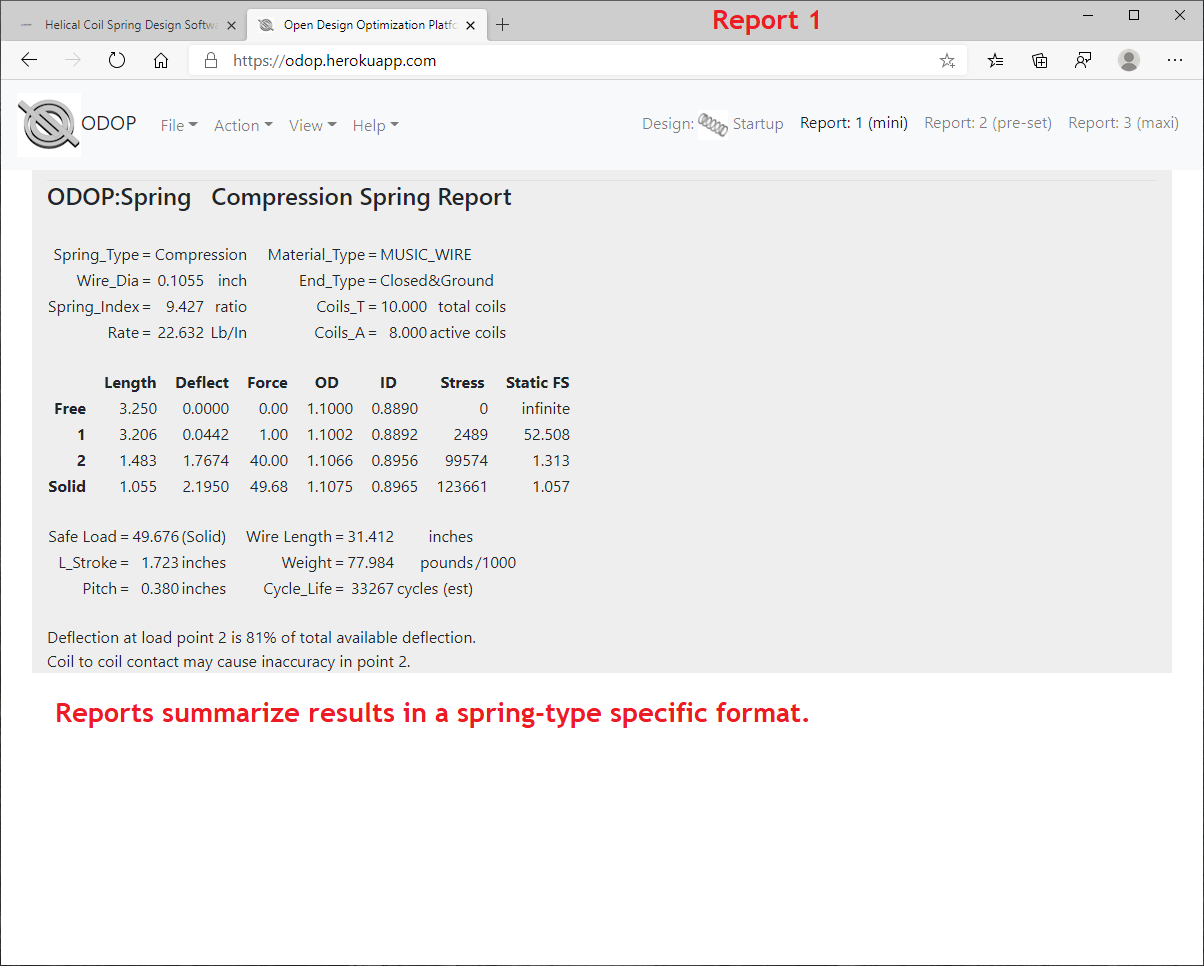 Helical Coil Spring Design Softwa
Open Design Optimization Platfo
Report 1
https://odop.herokuapp.com
ODOP File Action View Help Design: Startup Report: 1 (mini) Report: 2 (pre-set) Report: 3 (maxi)
ODOP:Spring Compression Spring Report
Spring_Type = Compression Material_Type = MUSIC_WIRE
Wire_Dia = 0.1055 inch End_Type = Closed&Ground
Spring_Index = 9.427 ratio Coils_T = 10.000 total coils
Rate = 22.632 Lb/In Coils_A = 8.000 active coils
Length Deflect Force OD ID Stress Static FS
Free 3.250 0.0000 0.00 1.1000 0.8890 0 infinite
1 3.206 0.0442 1.00 1.1002 0.8892 2489 52.508
2 1.483 1.7674 40.00 1.1066 0.8956 99574 1.313
Solid 1.055 2.1950 49.68 1.1075 0.8965 123661 1.057
Safe Load = 49.676 (Solid) Wire Length = 31.412 inches
L_Stroke = 1.723 inches Weight = 77.984 pounds /1000
Pitch = 0.380 inches Cycle_Life = 33267 cycles (est)
Deflection at load point 2 is 81% of total available deflection.
Coil to coil contact may cause inaccuracy in point 2.
Reports summarize results in a spring-type specific format.